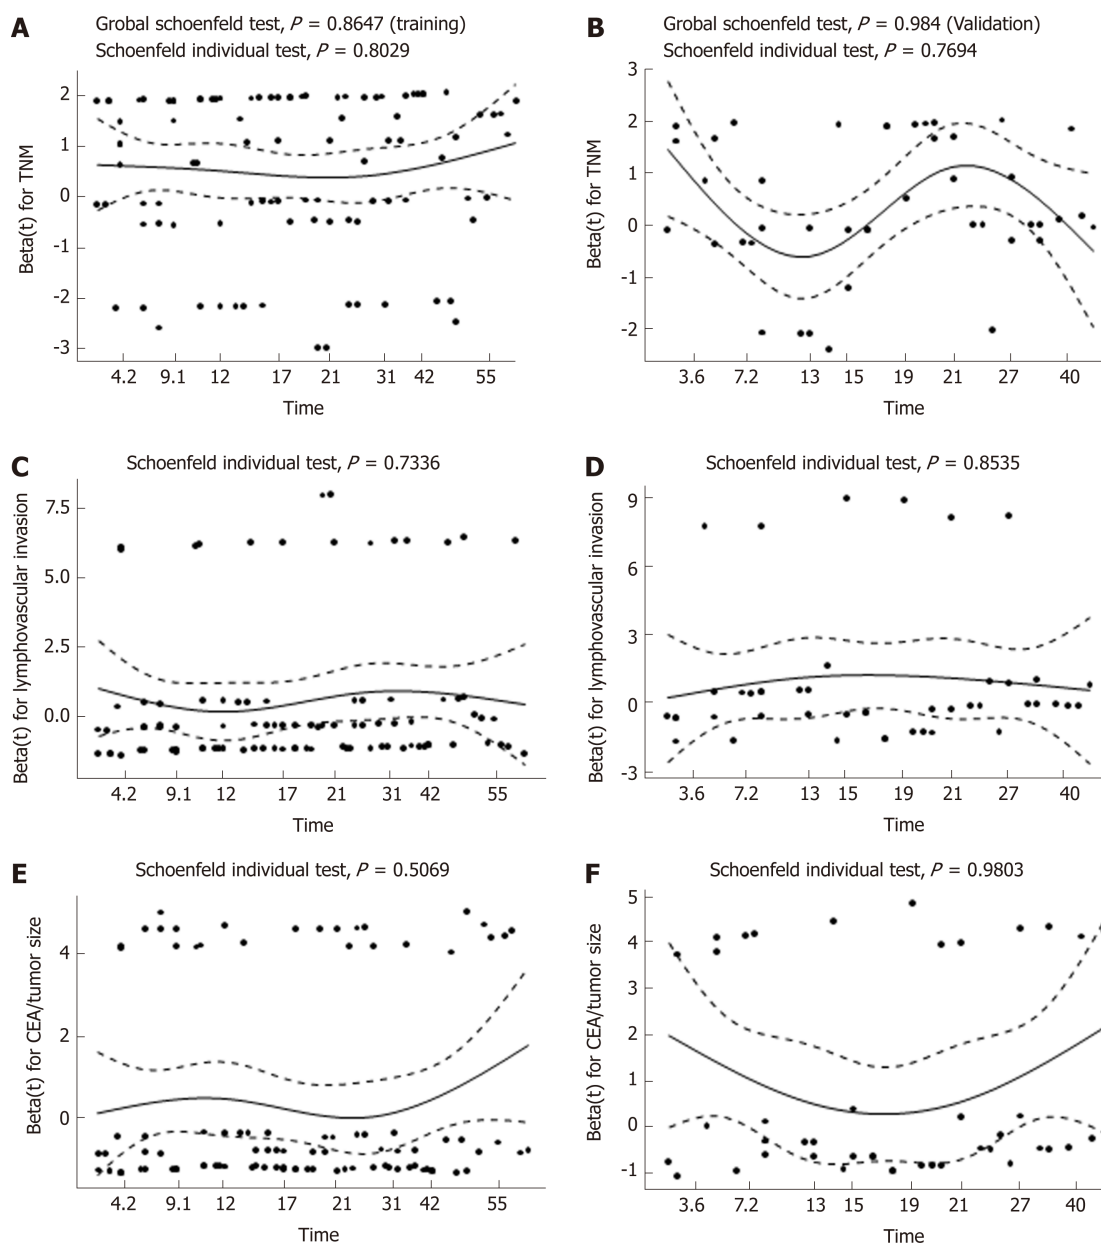 A
Grobal schoenfeld test, P = 0.8647 (training)
Schoenfeld individual test, P = 0.8029
2
1
0
-1
-2
-3
Beta(t) for TNM
4.2 9.1 12 17 21 31 42 55
Time
B
Grobal schoenfeld test, P = 0.984 (Validation)
Schoenfeld individual test, P = 0.7694
3
2
1
0
-1
-2
Beta(t) for TNM
3.6 7.2 13 15 19 21 27 40
Time
C
Schoenfeld individual test, P = 0.7336
7.5
5.0
2.5
0.0
Beta(t) for lymphovascular invasion
4.2 9.1 12 17 21 31 42 55
Time
D
Schoenfeld individual test, P = 0.8535
9
6
3
0
-3
Beta(t) for lymphovascular invasion
3.6 7.2 13 15 19 21 27 40
Time
E
Schoenfeld individual test, P = 0.5069
4
2
0
Beta(t) for CEA/tumor size
4.2 9.1 12 17 21 31 42 55
Time
F
Schoenfeld individual test, P = 0.9803
5
4
3
2
1
0
-1
Beta(t) for CEA/tumor size
3.6 7.2 13 15 19 21 27 40
Time